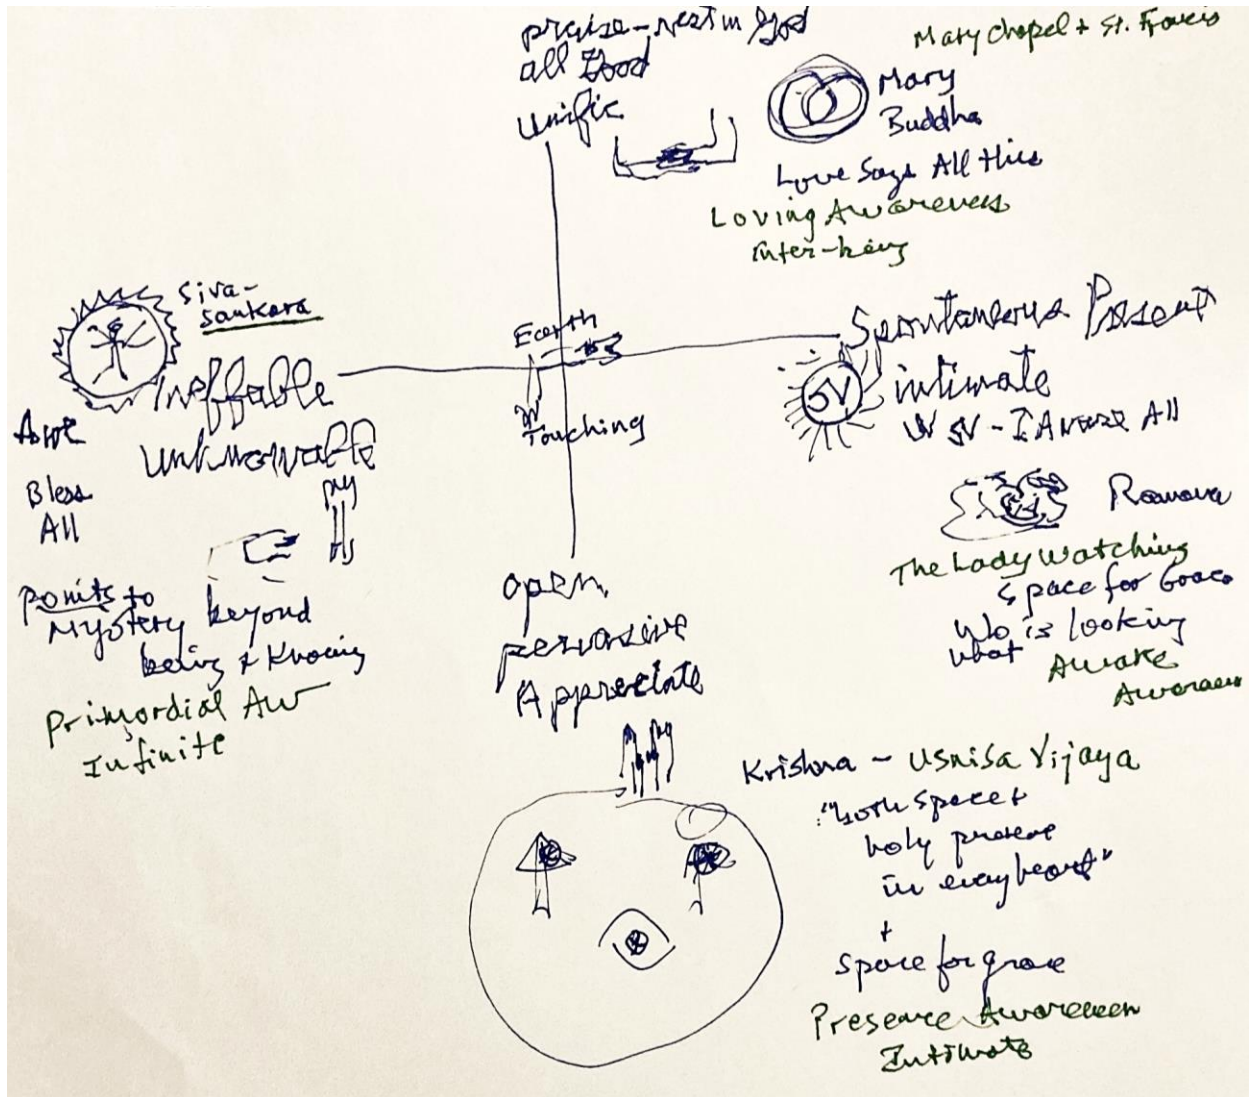 praise - rest in God
all Good
unific
Mary Chapel + St. Francis
Mary
Buddha
Love Says All this
Loving Awareness
inter-being
Siva-
sankara
Ineffable
Unknowable
Awe
Bless
All
points to
Mystery beyond
being & Knowing
Primordial Aw
Infinite
Earth
Touching
Spontaneous Present
intimate
SV
SV - I Aware All
Ramana
The Lady Watching
space for Grace
who is looking
what
Awake
Awareness
open
pervasive
Appreciate
Krishna - Usnisa Vijaya
"both space +
holy presence
in every heart"
+
space for grace
Presence Awareness
Intimate